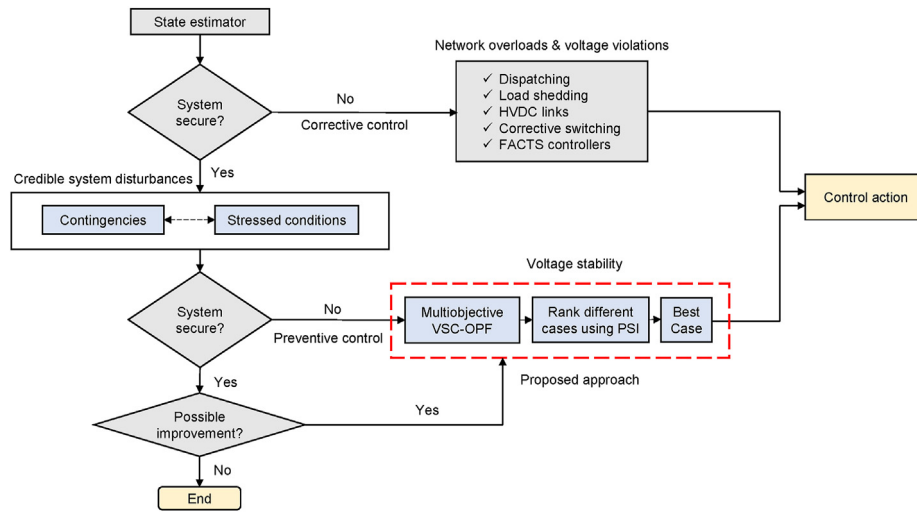 State estimator
Network overloads & voltage violations
System
secure?
No
Corrective control
✓ Dispatching
✓ Load shedding
✓ HVDC links
✓ Corrective switching
✓ FACTS controllers
Yes
Credible system disturbances
Contingencies
Stressed conditions
Control action
Voltage stability
System
secure?
No
Preventive control
Multiobjective
VSC-OPF
Rank different
cases using PSI
Best
Case
Proposed approach
Yes
Possible
improvement?
Yes
No
End